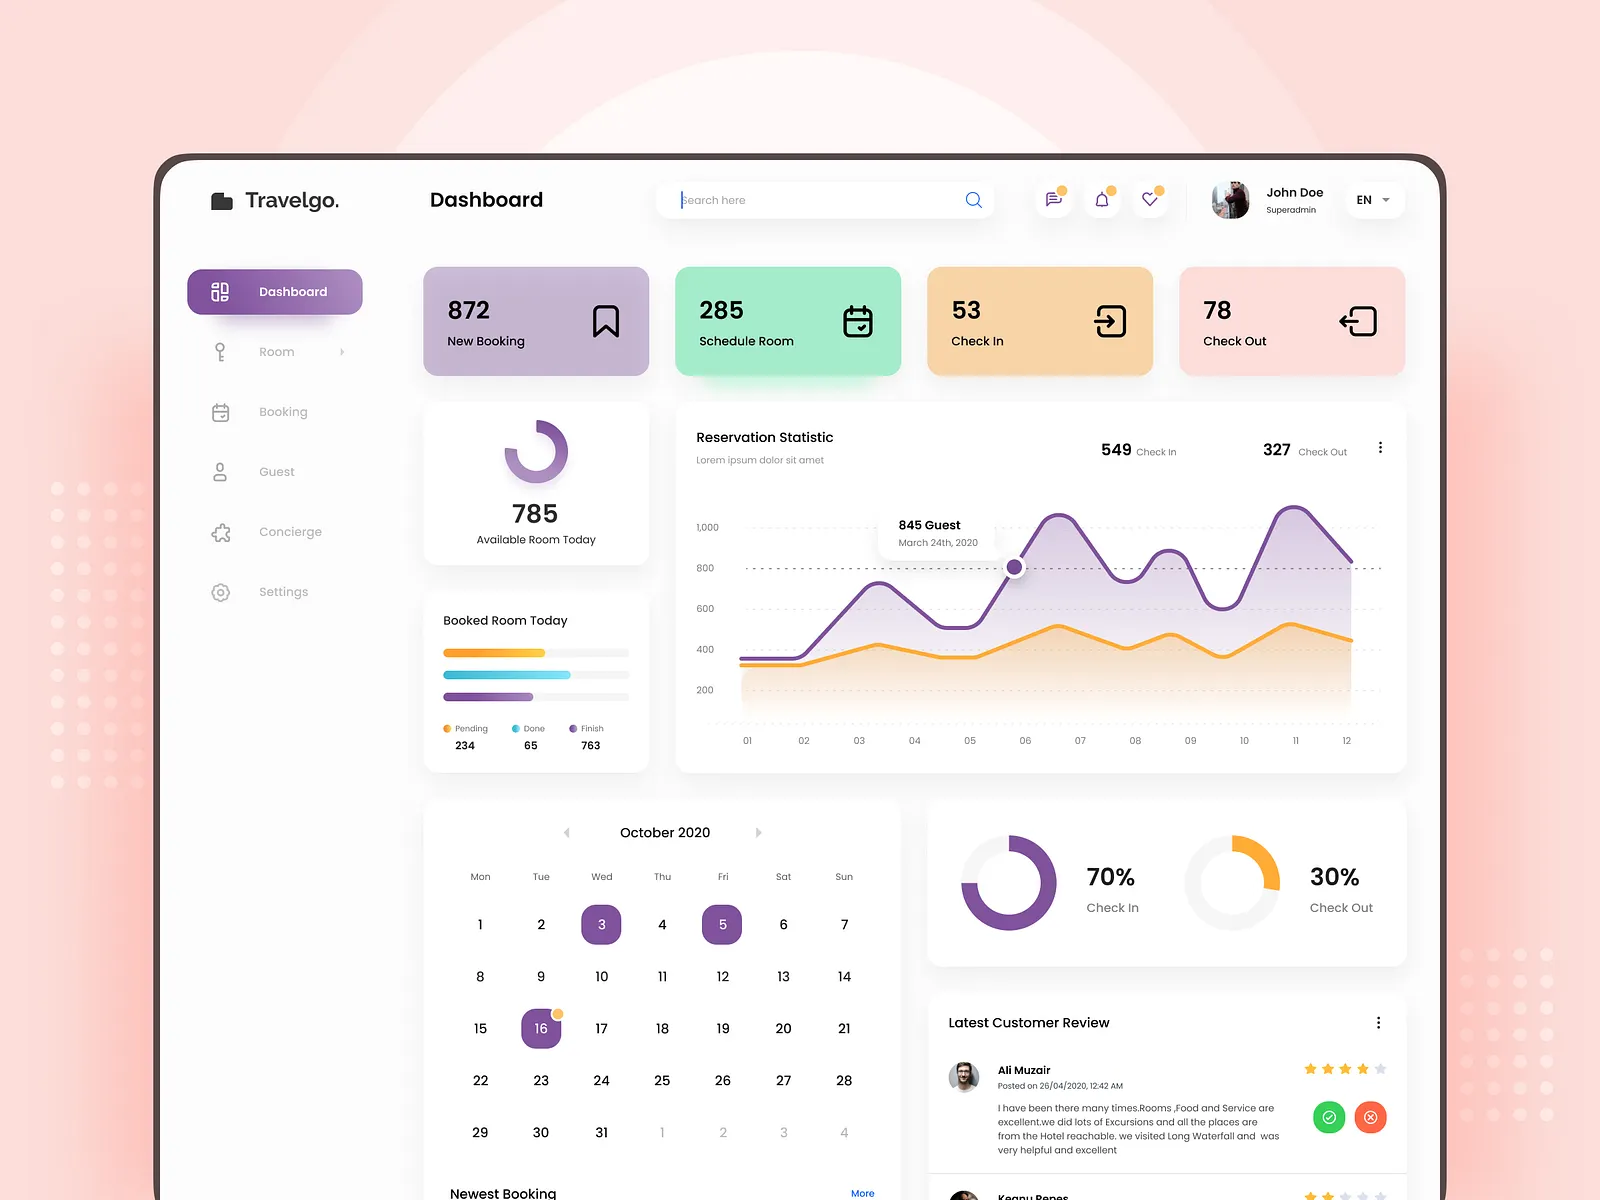 Travelgo.
Dashboard
Search here
John Doe
Superadmin
EN
Dashboard
Room
Booking
Guest
Concierge
Settings
872
New Booking
285
Schedule Room
53
Check In
78
Check Out
785
Available Room Today
Booked Room Today
Pending
234
Done
65
Finish
763
Reservation Statistic
Lorem ipsum dolor sit amet
549 Check In
327 Check Out
845 Guest
March 24th, 2020
1,000
800
600
400
200
01 02 03 04 05 06 07 08 09 10 11 12
October 2020
Mon Tue Wed Thu Fri Sat Sun
1 2 3 4 5 6 7
8 9 10 11 12 13 14
15 16 17 18 19 20 21
22 23 24 25 26 27 28
29 30 31 1 2 3 4
Newest Booking
More
70%
Check In
30%
Check Out
Latest Customer Review
Ali Muzair
Posted on 26/04/2020, 12:42 AM
I have been there many times.Rooms ,Food and Service are
excellent.we did lots of Excursions and all the places are
from the Hotel reachable. we visited Long Waterfall and was
very helpful and excellent
Keanu Repes